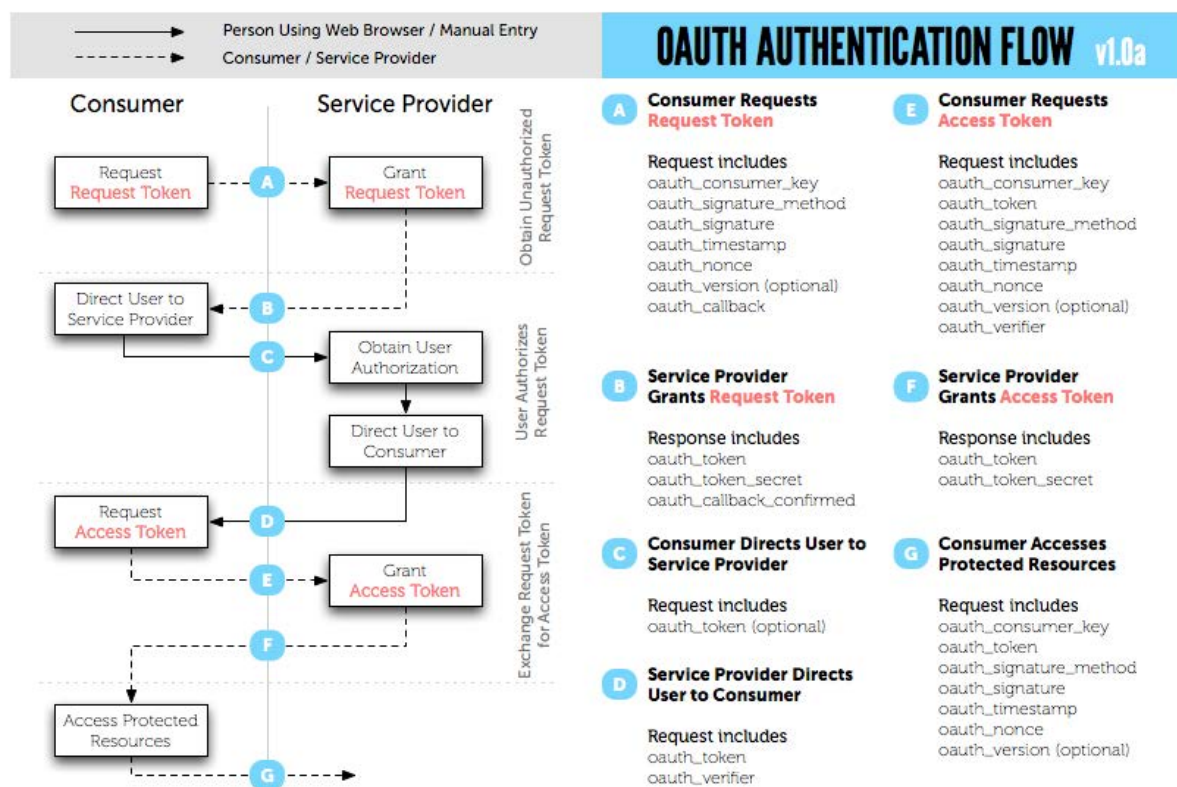 Person Using Web Browser / Manual Entry
Consumer / Service Provider
OAUTH AUTHENTICATION FLOW v1.0a
Consumer
Service Provider
Request
Request Token
A
Grant
Request Token
Obtain Unauthorized
Request Token
Direct User to
Service Provider
B
C
Obtain User
Authorization
Direct User to
Consumer
User Authorizes
Request Token
Request
Access Token
D
E
Grant
Access Token
F
Exchange Request Token
for Access Token
Access Protected
Resources
G
A
Consumer Requests
Request Token
Request includes
oauth_consumer_key
oauth_signature_method
oauth_signature
oauth_timestamp
oauth_nonce
oauth_version (optional)
oauth_callback
B
Service Provider
Grants Request Token
Response includes
oauth_token
oauth_token_secret
oauth_callback_confirmed
C
Consumer Directs User to
Service Provider
Request includes
oauth_token (optional)
D
Service Provider Directs
User to Consumer
Request includes
oauth_token
oauth_verifier
E
Consumer Requests
Access Token
Request includes
oauth_consumer_key
oauth_token
oauth_signature_method
oauth_signature
oauth_timestamp
oauth_nonce
oauth_version (optional)
oauth_verifier
F
Service Provider
Grants Access Token
Response includes
oauth_token
oauth_token_secret
G
Consumer Accesses
Protected Resources
Request includes
oauth_consumer_key
oauth_token
oauth_signature_method
oauth_signature
oauth_timestamp
oauth_nonce
oauth_version (optional)